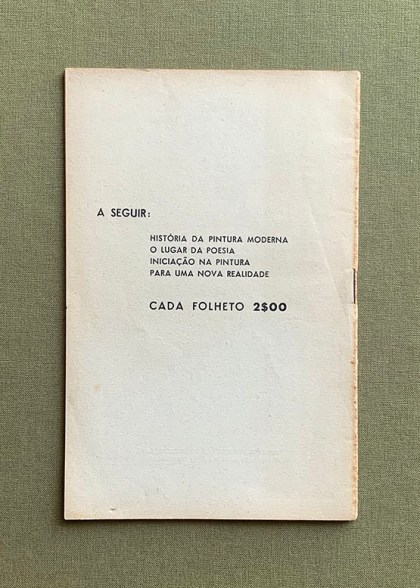 A SEGUIR:
HISTÓRIA DA PINTURA MODERNA
O LUGAR DA POESIA
INICIAÇÃO NA PINTURA
PARA UMA NOVA REALIDADE
CADA FOLHETO 2$00